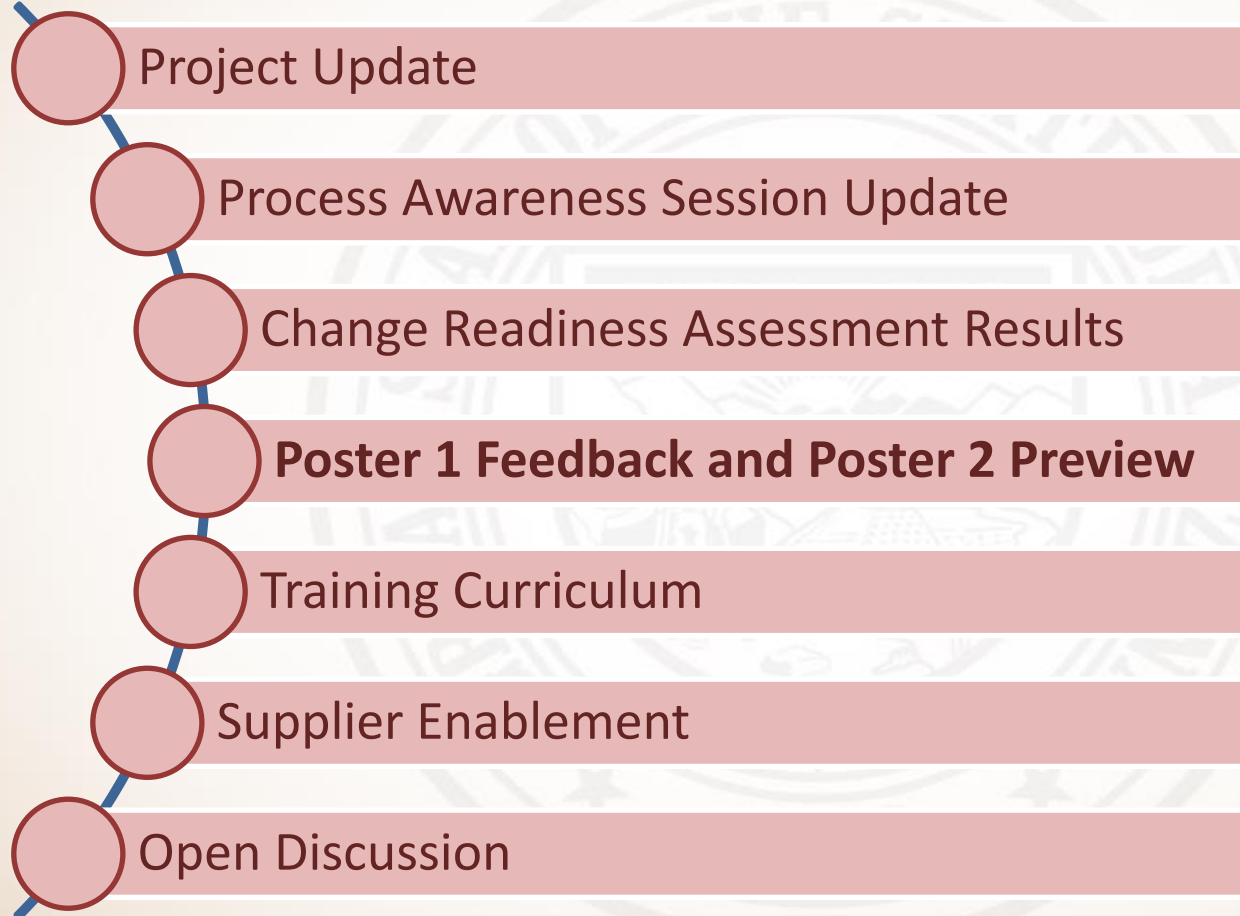 Project Update
Process Awareness Session Update
Change Readiness Assessment Results
Poster 1 Feedback and Poster 2 Preview
Training Curriculum
Supplier Enablement
Open Discussion